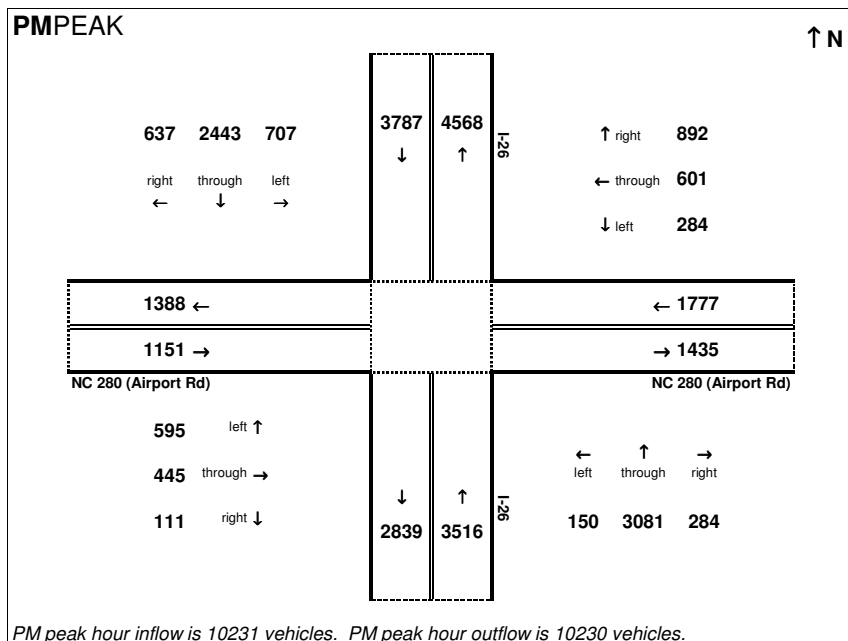 PMPEAK
↑ N
637 2443 707
right through left
← ↓ →
3787 4568
↓ ↑
I-26
↑ right 892
← through 601
↓ left 284
1388 ←
← 1777
1151 →
→ 1435
NC 280 (Airport Rd)
NC 280 (Airport Rd)
595 left ↑
445 through →
111 right ↓
↓ ↑
2839 3516
I-26
← ↑ →
left through right
150 3081 284
PM peak hour inflow is 10231 vehicles. PM peak hour outflow is 10230 vehicles.